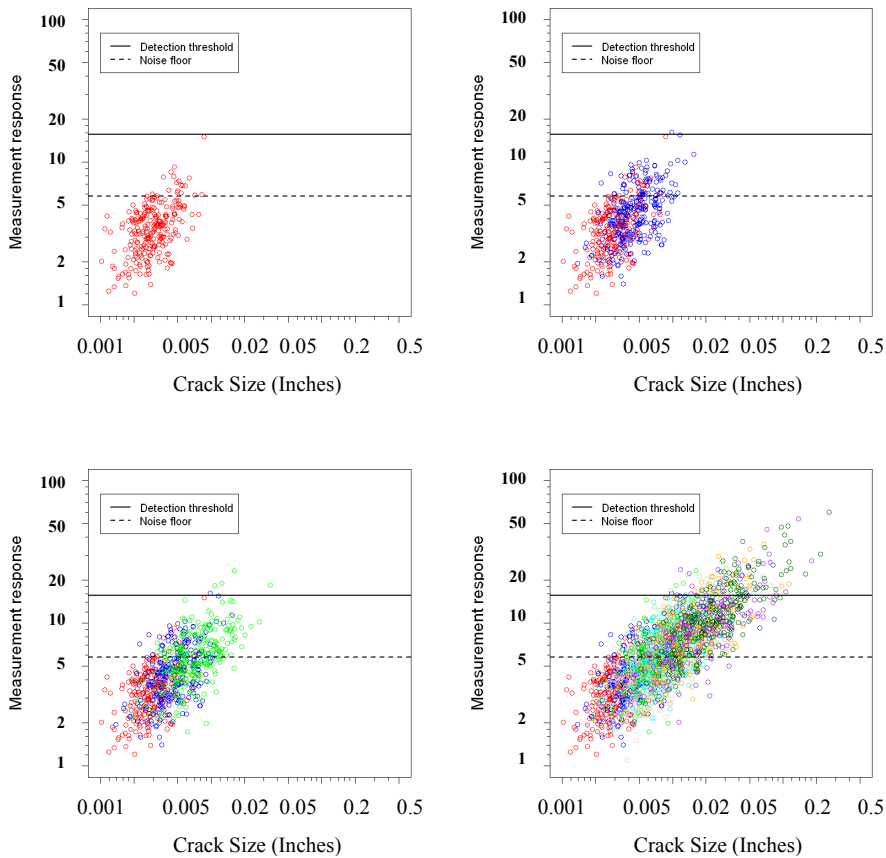 100
50
20
10
5
2
1
Measurement response
Detection threshold
Noise floor
0.001 0.005 0.02 0.05 0.2 0.5
Crack Size (Inches)
100
50
20
10
5
2
1
Measurement response
Detection threshold
Noise floor
0.001 0.005 0.02 0.05 0.2 0.5
Crack Size (Inches)
100
50
20
10
5
2
1
Measurement response
Detection threshold
Noise floor
0.001 0.005 0.02 0.05 0.2 0.5
Crack Size (Inches)
100
50
20
10
5
2
1
Measurement response
Detection threshold
Noise floor
0.001 0.005 0.02 0.05 0.2 0.5
Crack Size (Inches)